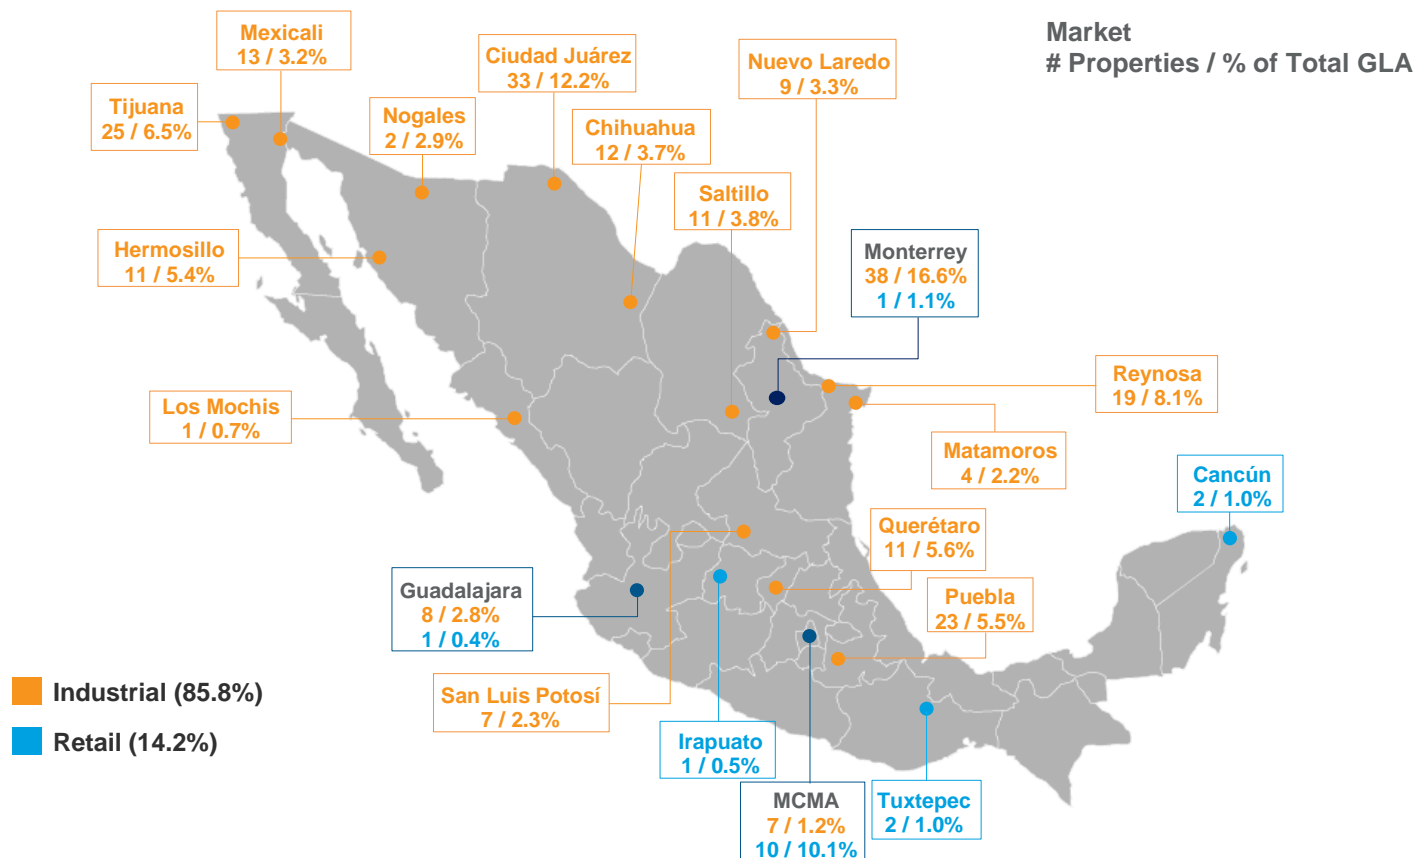 Market
# Properties / % of Total GLA
Mexicali
13 / 3.2%
Ciudad Juárez
33 / 12.2%
Nuevo Laredo
9 / 3.3%
Tijuana
25 / 6.5%
Nogales
2 / 2.9%
Chihuahua
12 / 3.7%
Saltillo
11 / 3.8%
Hermosillo
11 / 5.4%
Monterrey
38 / 16.6%
1 / 1.1%
Reynosa
19 / 8.1%
Los Mochis
1 / 0.7%
Matamoros
4 / 2.2%
Cancún
2 / 1.0%
Querétaro
11 / 5.6%
Guadalajara
8 / 2.8%
1 / 0.4%
Puebla
23 / 5.5%
San Luis Potosí
7 / 2.3%
Industrial (85.8%)
Retail (14.2%)
Irapuato
1 / 0.5%
MCMA
7 / 1.2%
10 / 10.1%
Tuxtepec
2 / 1.0%